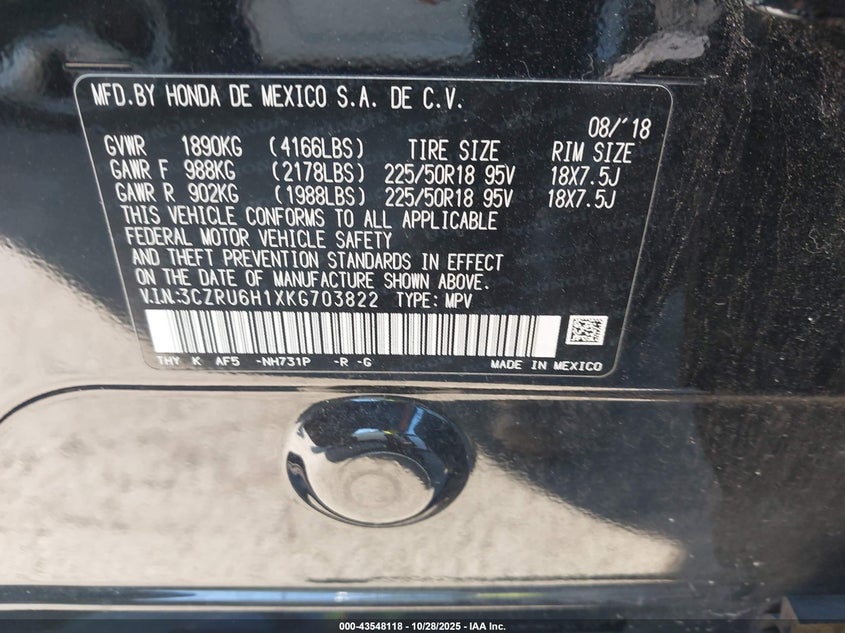 MFD.BY HONDA DE MEXICO S.A. DE C.V.
08/'18
GVWR 1890KG (4166LBS) TIRE SIZE RIM SIZE
GAWR F 988KG (2178LBS) 225/50R18 95V 18X7.5J
GAWR R 902KG (1988LBS) 225/50R18 95V 18X7.5J
THIS VEHICLE CONFORMS TO ALL APPLICABLE
FEDERAL MOTOR VEHICLE SAFETY
AND THEFT PREVENTION STANDARDS IN EFFECT
ON THE DATE OF MANUFACTURE SHOWN ABOVE.
V.I.N.:3CZRU6H1XKG703822 TYPE: MPV
THY K AF5 -NH731P -R -G MADE IN MEXICO
000-43548118 - 10/28/2025 - IAA Inc.